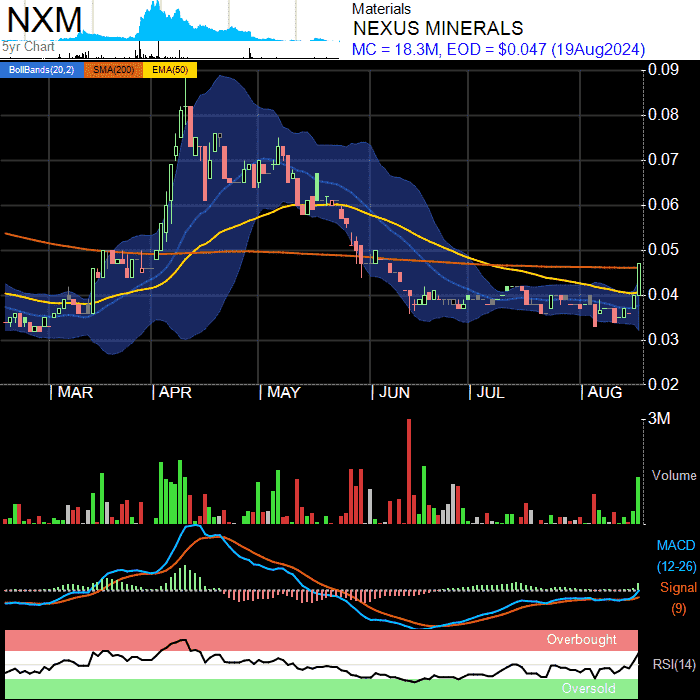 NXM
5yr Chart
Materials
NEXUS MINERALS
MC = 18.3M, EOD = $0.047 (19Aug2024)
BollBands(20,2) SMA(200) EMA(50)
0.09
0.08
0.07
0.06
0.05
0.04
0.03
0.02
MAR APR MAY JUN JUL AUG
3M
Volume
MACD
(12-26)
Signal
(9)
Overbought
RSI(14)
Oversold